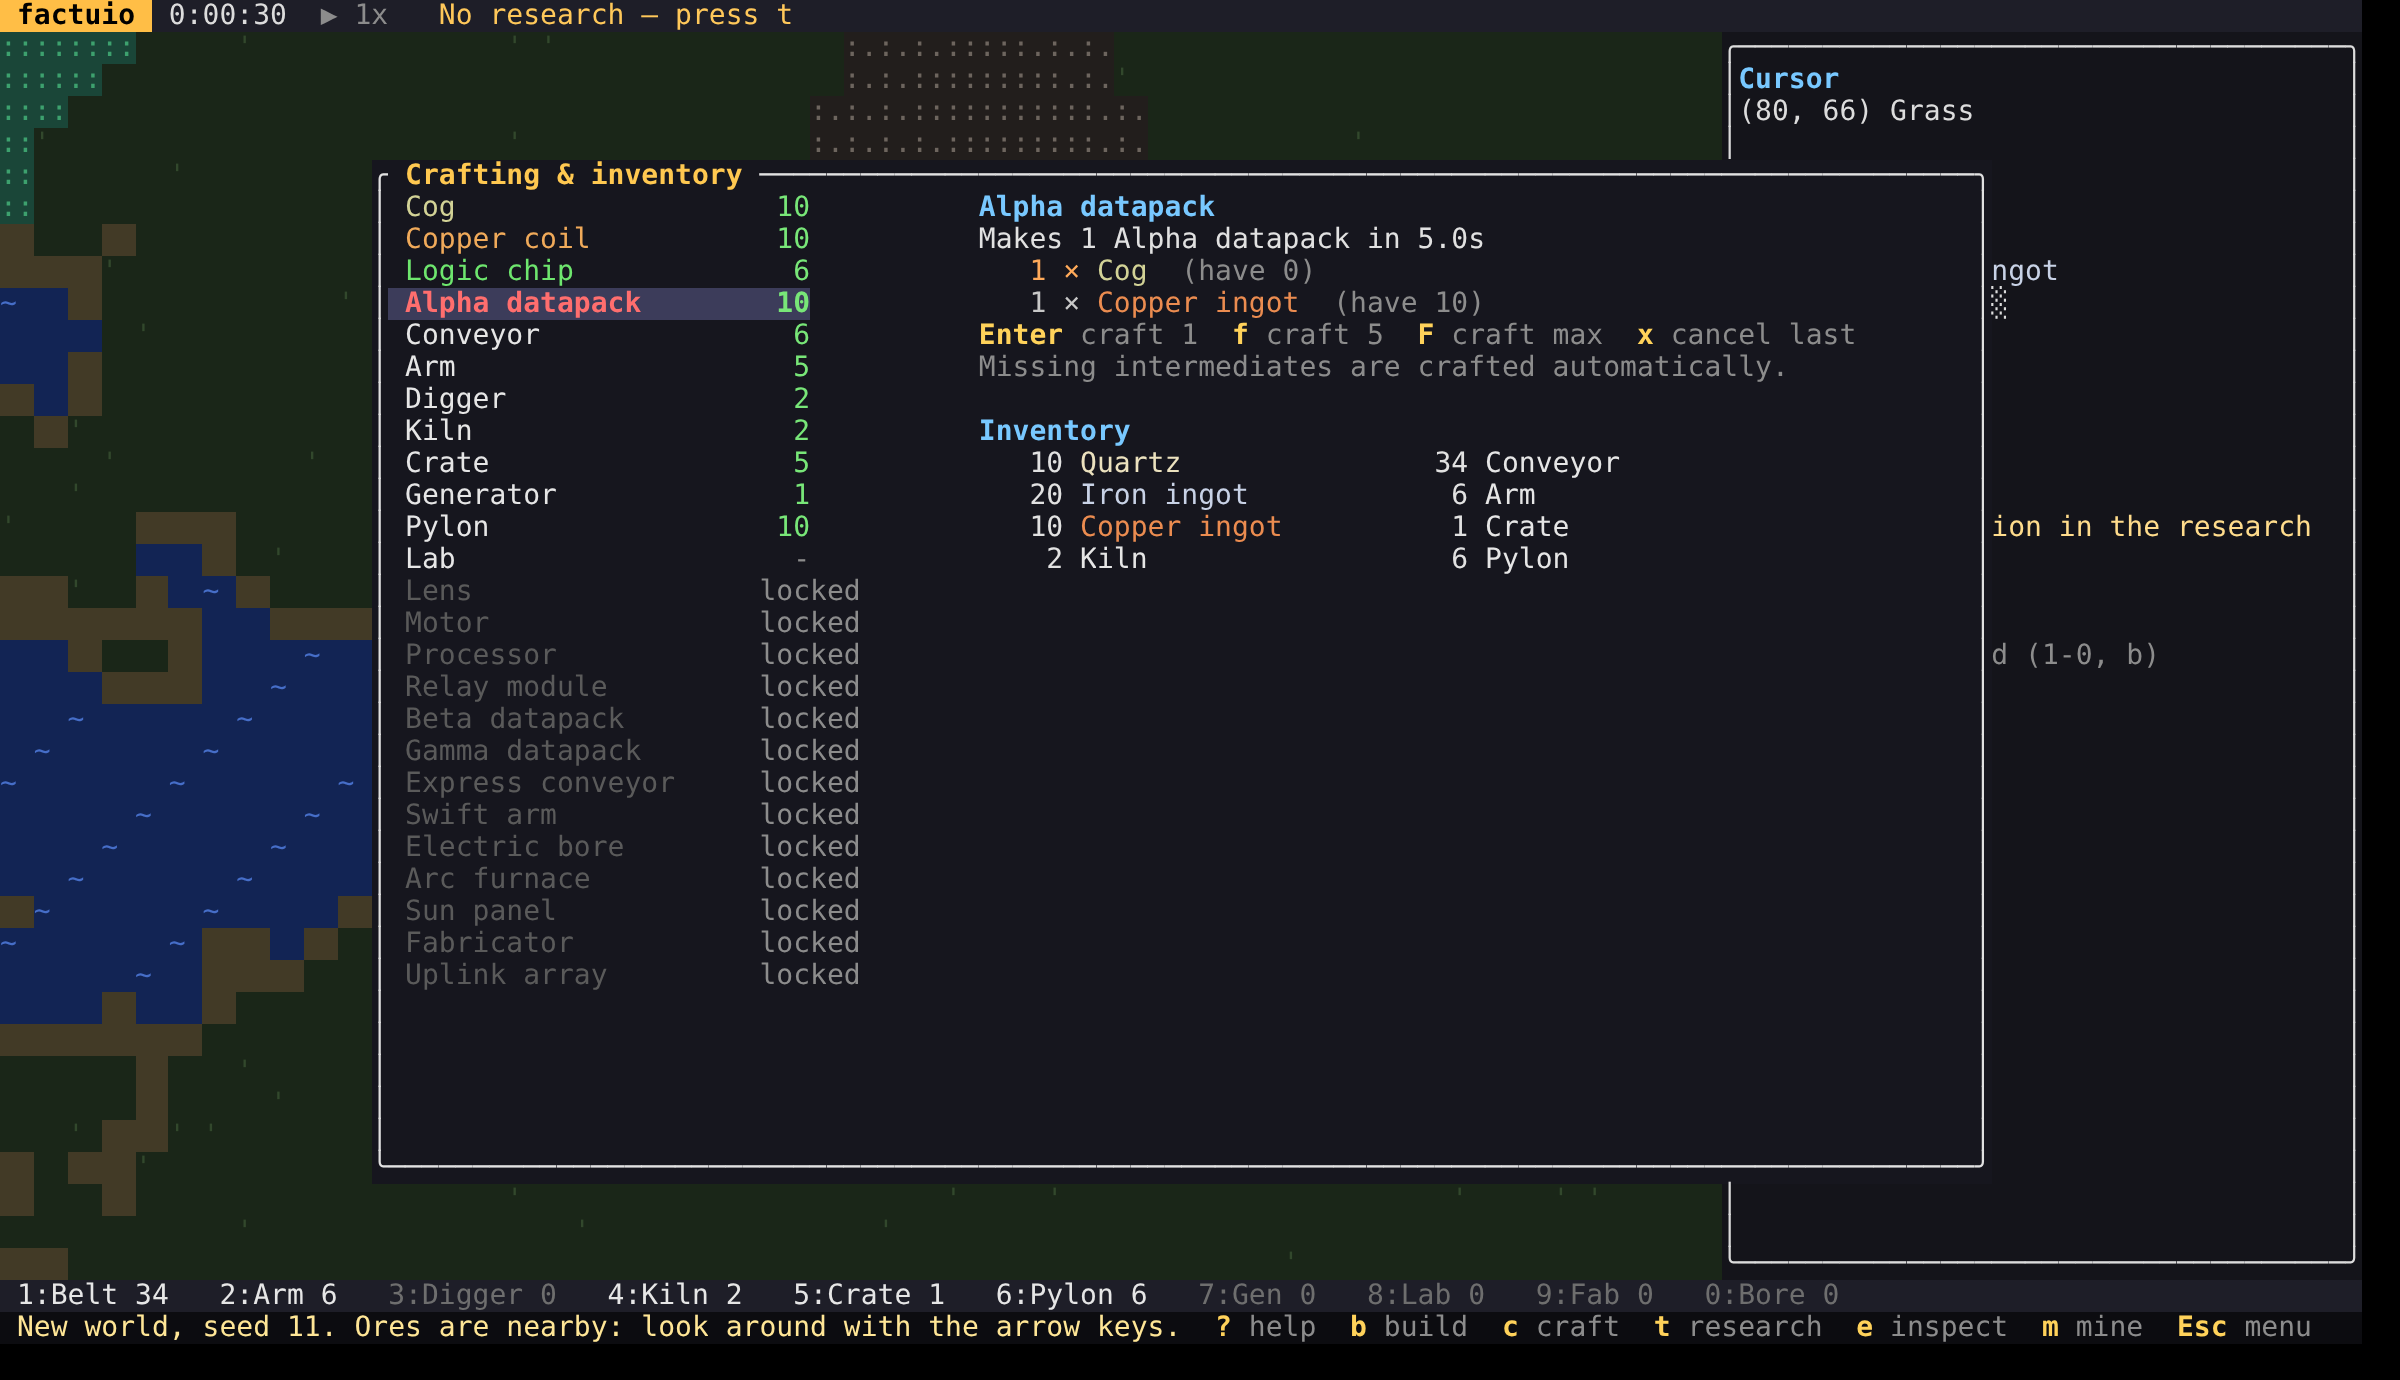 factuio 0:00:30 ▶ 1x No research — press t
Cursor
(80, 66) Grass
Crafting & inventory
Cog 10 Alpha datapack
Copper coil 10 Makes 1 Alpha datapack in 5.0s
Logic chip 6 1 × Cog (have 0) ngot
Alpha datapack 10 1 × Copper ingot (have 10)
Conveyor 6 Enter craft 1 f craft 5 F craft max x cancel last
Arm 5 Missing intermediates are crafted automatically.
Digger 2
Kiln 2 Inventory
Crate 5 10 Quartz 34 Conveyor
Generator 1 20 Iron ingot 6 Arm
Pylon 10 10 Copper ingot 1 Crate ion in the research
Lab - 2 Kiln 6 Pylon
Lens locked
Motor locked
Processor locked d (1-0, b)
Relay module locked
Beta datapack locked
Gamma datapack locked
Express conveyor locked
Swift arm locked
Electric bore locked
Arc furnace locked
Sun panel locked
Fabricator locked
Uplink array locked
1:Belt 34 2:Arm 6 3:Digger 0 4:Kiln 2 5:Crate 1 6:Pylon 6 7:Gen 0 8:Lab 0 9:Fab 0 0:Bore 0
New world, seed 11. Ores are nearby: look around with the arrow keys. ? help b build c craft t research e inspect m mine Esc menu